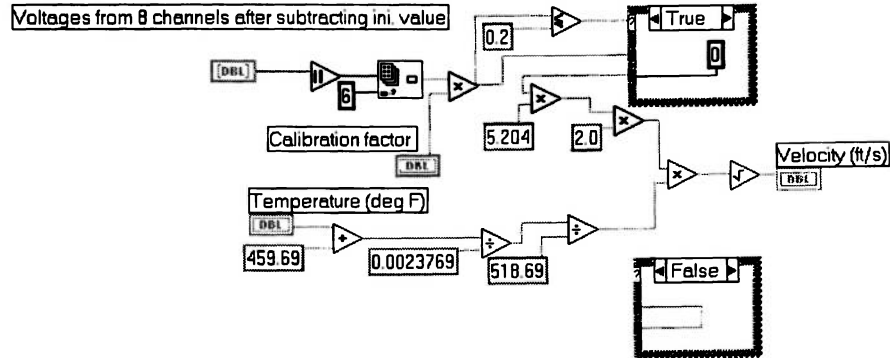 Voltages from 8 channels after subtracting ini. value
True
0.2
[DBL]
0
6
Calibration factor
DBL
5.204
2.0
Velocity (ft/s)
DBL
Temperature (deg F)
DBL
459.69
0.0023769
518.69
False